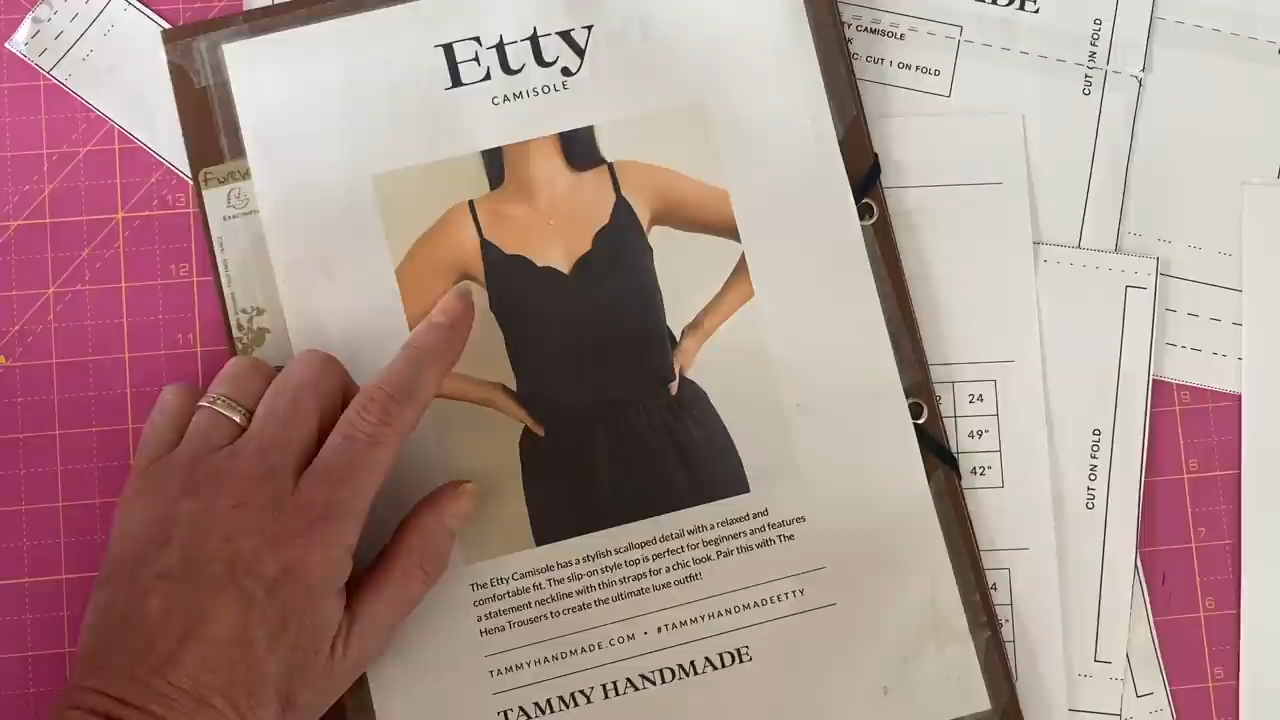 Etty
CAMISOLE
The Etty Camisole has a stylish scalloped detail with a relaxed and
comfortable fit. The slip-on style top is perfect for beginners and features
a statement neckline with thin straps for a chic look. Pair this with The
Hena Trousers to create the ultimate luxe outfit!
TAMMYHANDMADE.COM • #TAMMYHANDMADEETTY
TAMMY HANDMADE
CAMISOLE
CUT 1 ON FOLD
CUT ON FOLD
24
49"
42"
CUT ON FOLD
13
12
11
9
8
7
6
5